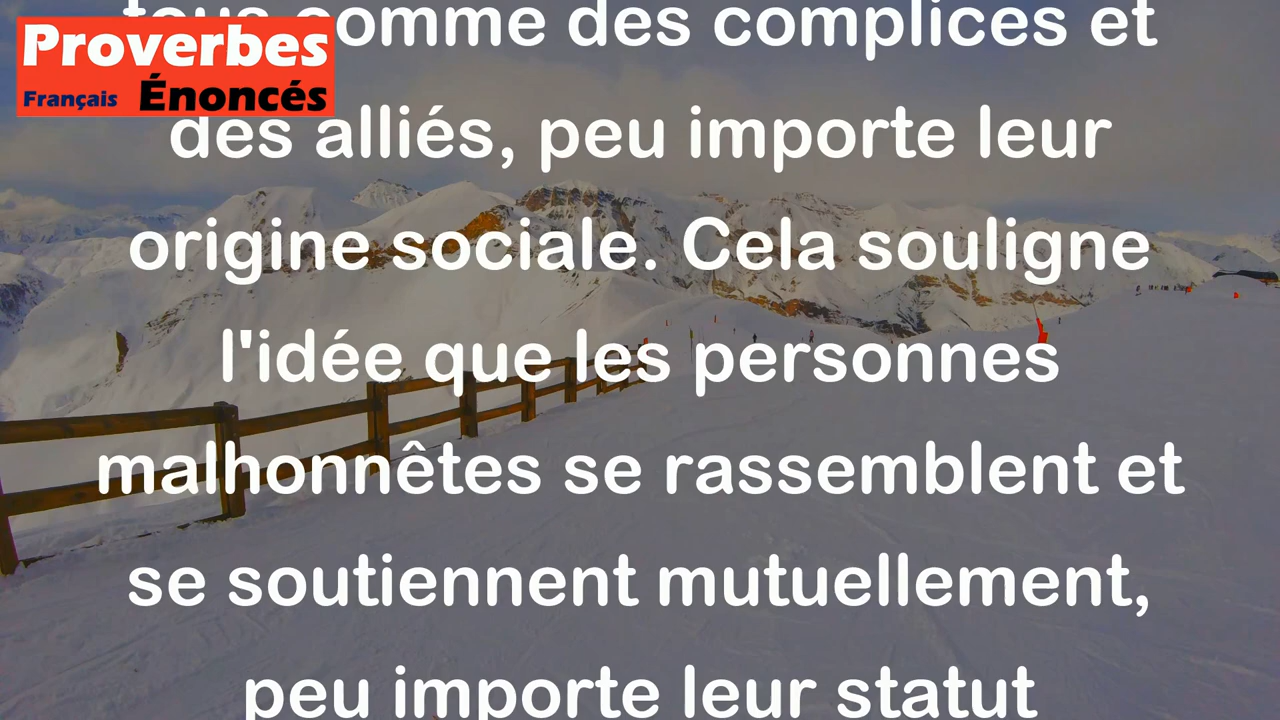 Proverbes
Français Énoncés
comme des complices et
des alliés, peu importe leur
origine sociale. Cela souligne
l'idée que les personnes
malhonnêtes se rassemblent et
se soutiennent mutuellement,
peu importe leur statut